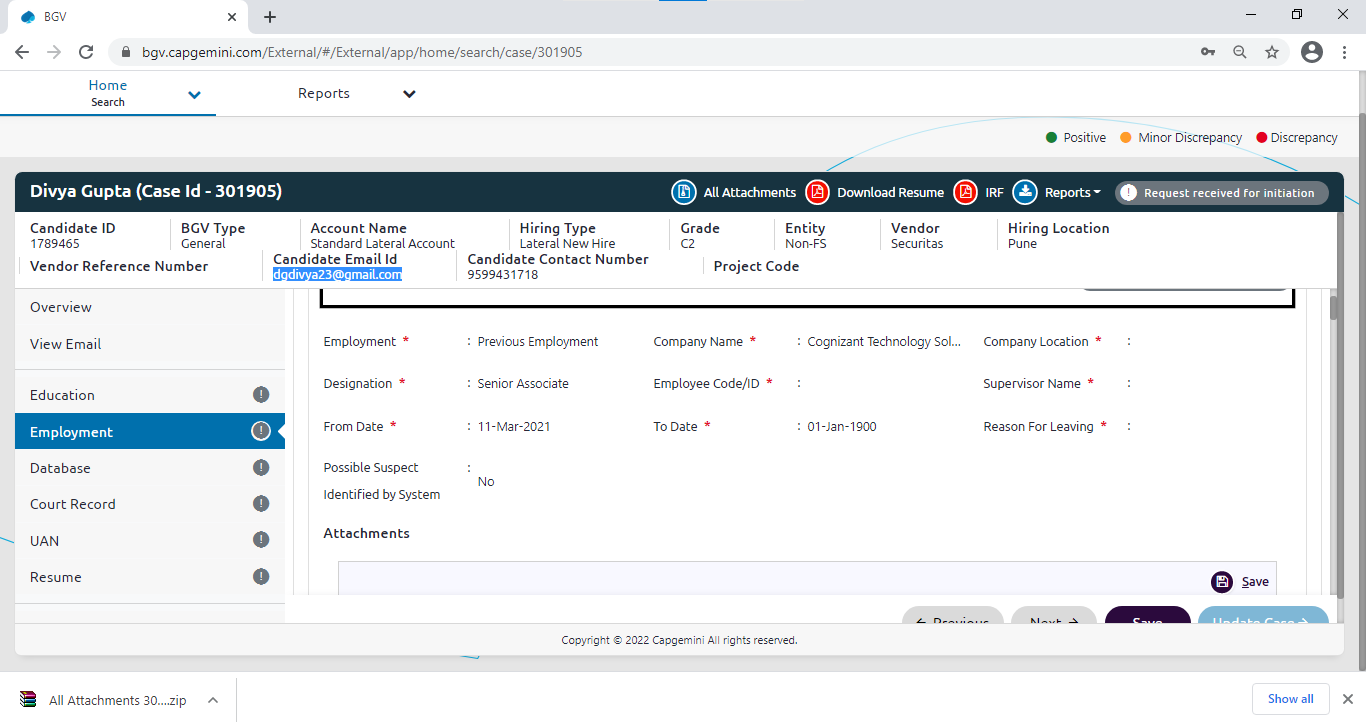 BGV
bgv.capgemini.com/External/#/External/app/home/search/case/301905
Home
Search
Reports
Positive Minor Discrepancy Discrepancy
Divya Gupta (Case Id - 301905) All Attachments Download Resume IRF Reports Request received for initiation
Candidate ID BGV Type Account Name Hiring Type Grade Entity Vendor Hiring Location
1789465 General Standard Lateral Account Lateral New Hire C2 Non-FS Securitas Pune
Vendor Reference Number Candidate Email Id Candidate Contact Number Project Code
dgdivya23@gmail.com 9599431718
Overview
View Email
Education
Employment
Database
Court Record
UAN
Resume
Employment * : Previous Employment Company Name * : Cognizant Technology Sol... Company Location * :
Designation * : Senior Associate Employee Code/ID * : Supervisor Name * :
From Date * : 11-Mar-2021 To Date * : 01-Jan-1900 Reason For Leaving * :
Possible Suspect :
Identified by System No
Attachments
Save
← Previous Next → Save Update Case →
Copyright © 2022 Capgemini All rights reserved.
All Attachments 30....zip Show all